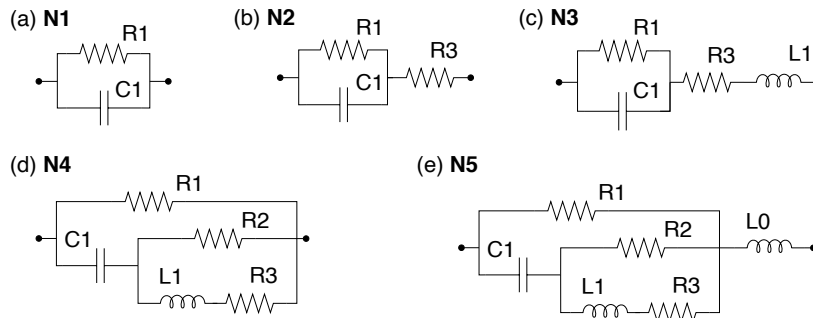 (a) N1
R1
C1
(b) N2
R1
C1
R3
(c) N3
R1
C1
R3
L1
(d) N4
R1
C1
R2
L1
R3
(e) N5
R1
C1
R2
L1
R3
L0